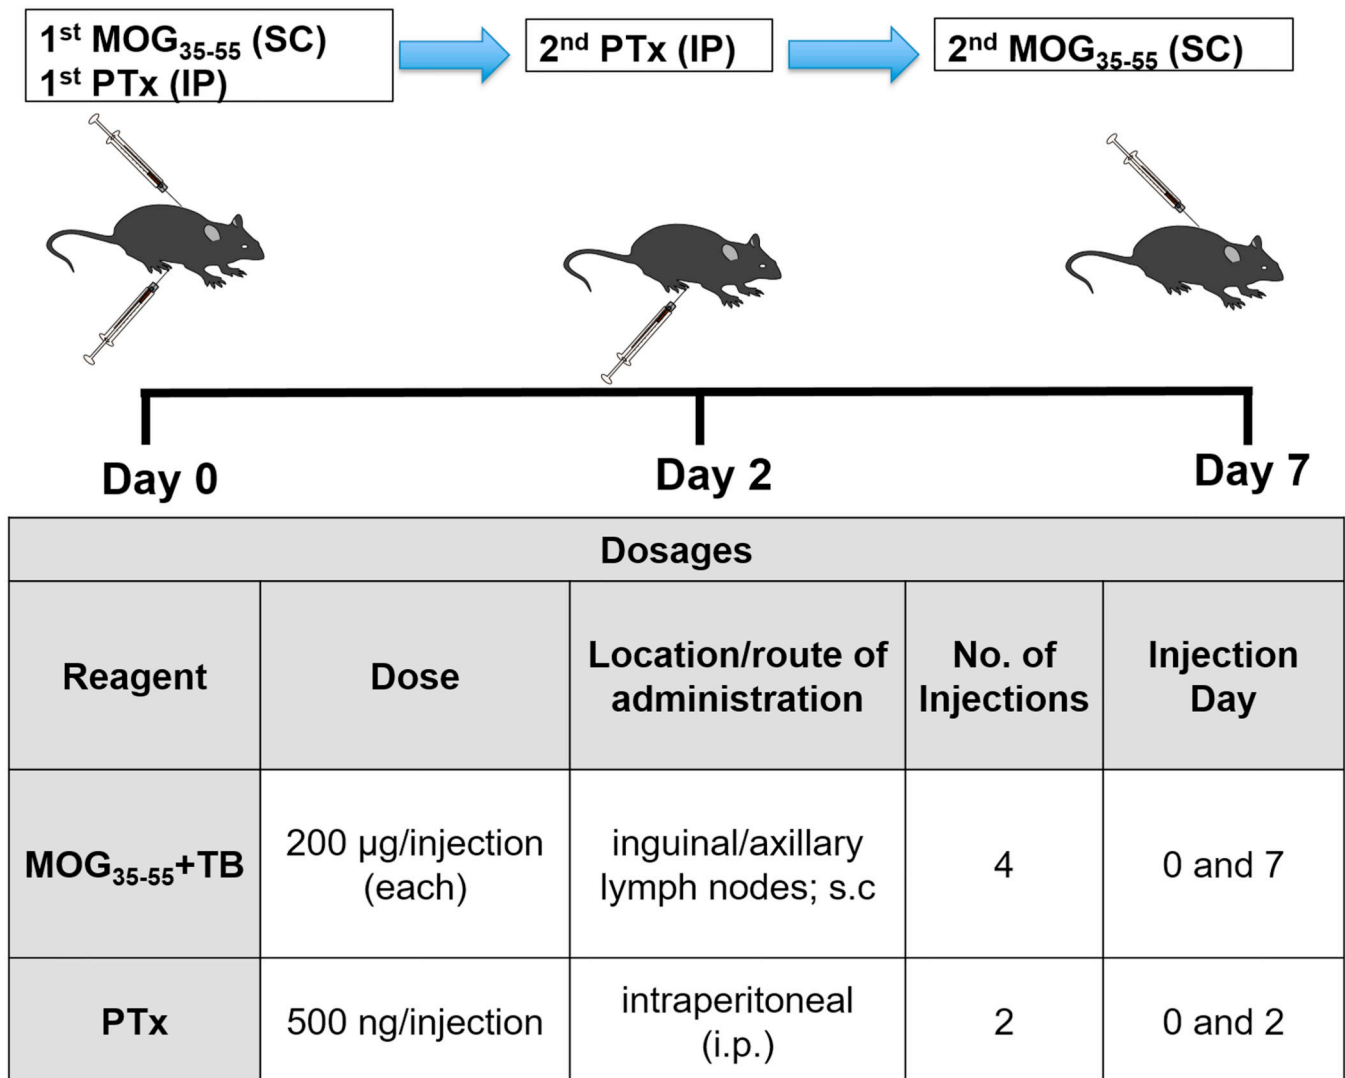 1st MOG35-55 (SC)
1st PTx (IP)
2nd PTx (IP)
2nd MOG35-55 (SC)
Day 0
Day 2
Day 7
Dosages
Reagent
Dose
Location/route of
administration
No. of
Injections
Injection
Day
MOG35-55+TB
200 µg/injection
(each)
inguinal/axillary
lymph nodes; s.c
4
0 and 7
PTx
500 ng/injection
intraperitoneal
(i.p.)
2
0 and 2